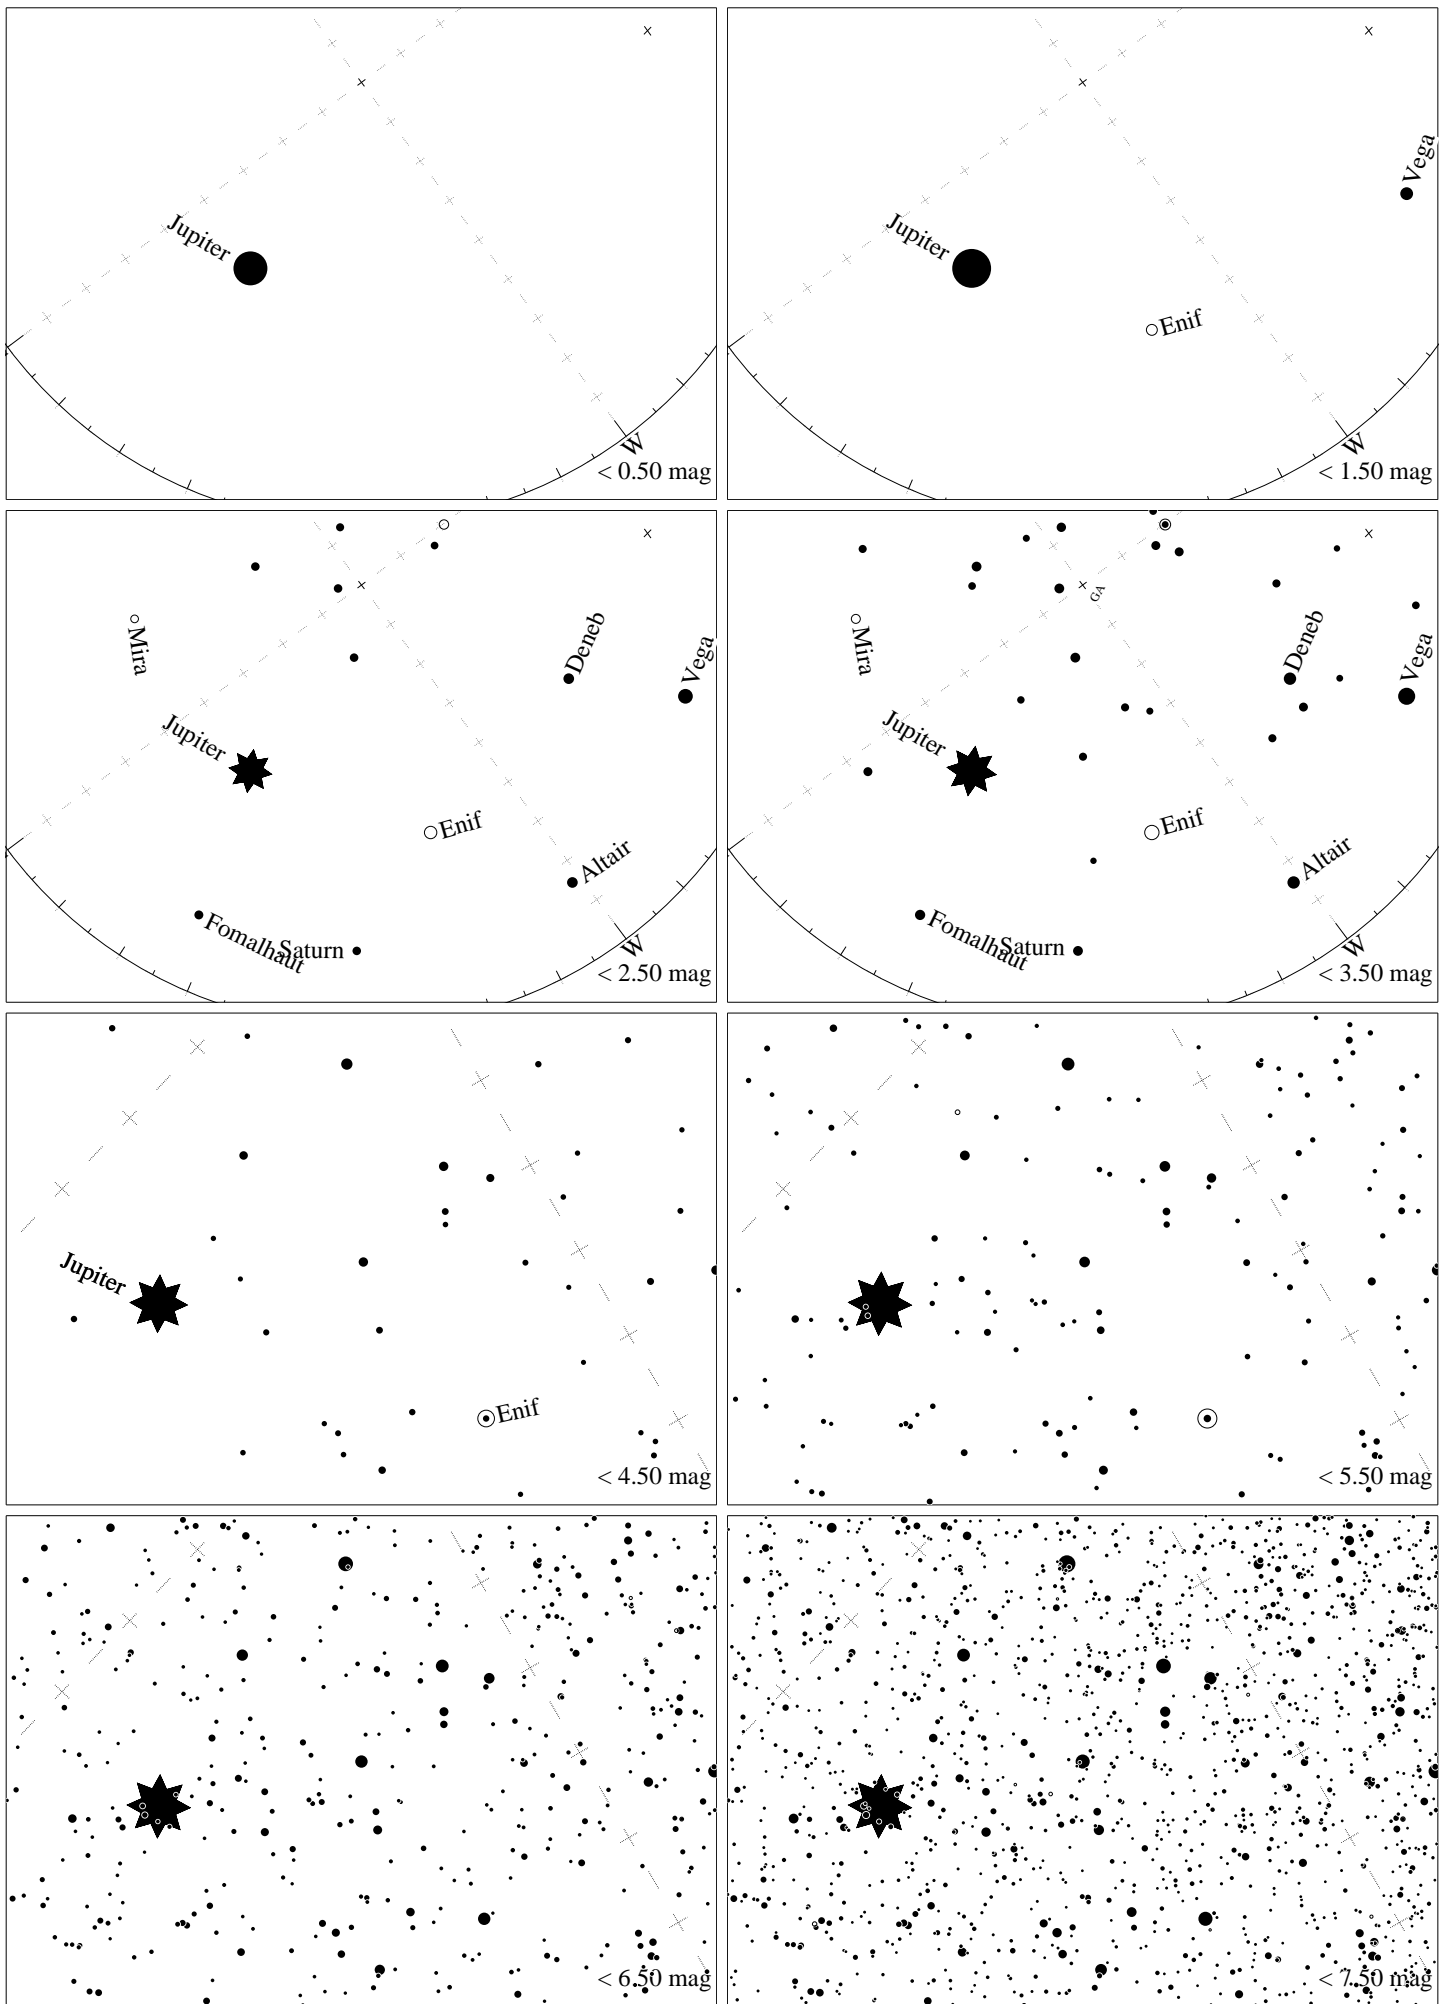 Jupiter
W
< 0.50 mag
Vega
Jupiter
Enif
W
< 1.50 mag
Mira
Deneb
Vega
Jupiter
Enif
Altair
Fomalhaut
Saturn
W
< 2.50 mag
GA
Mira
Deneb
Vega
Jupiter
Enif
Altair
Fomalhaut
Saturn
W
< 3.50 mag
Jupiter
Enif
< 4.50 mag
< 5.50 mag
< 6.50 mag
< 7.50 mag